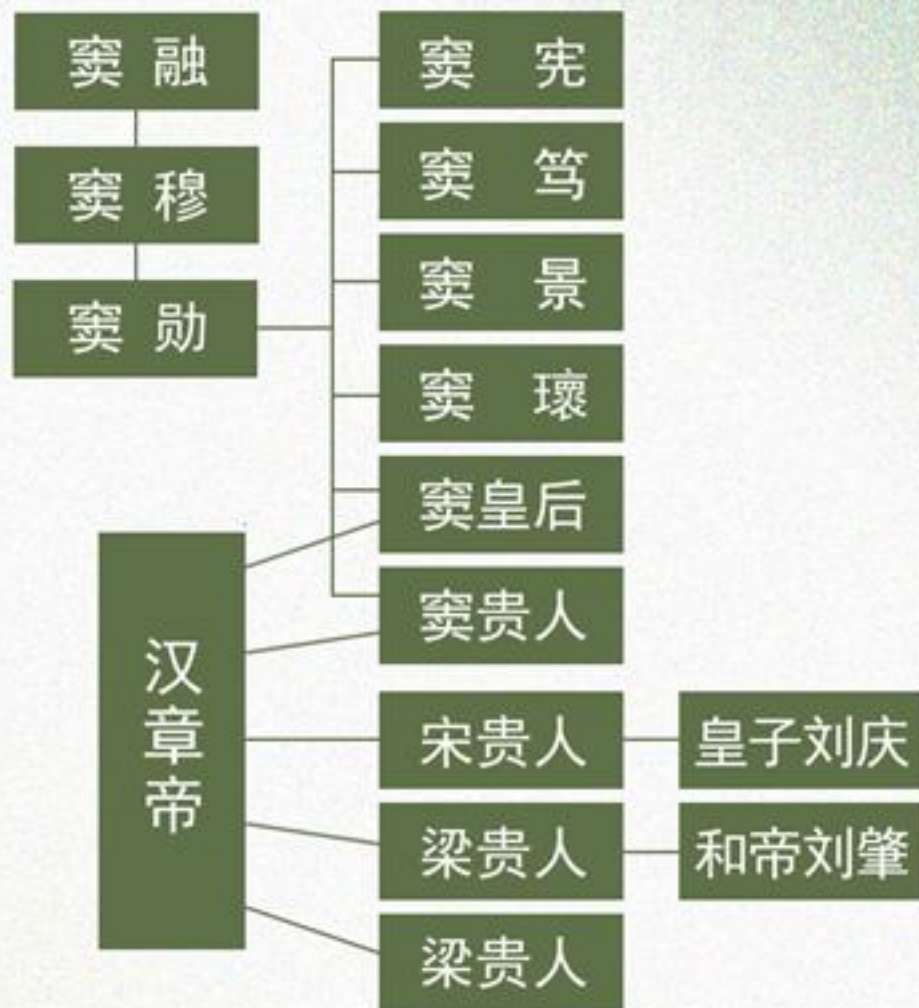 窦 融
窦 穆
窦 勋
窦 宪
窦 笃
窦 景
窦 瓌
窦皇后
窦贵人
汉章帝
宋贵人
皇子刘庆
梁贵人
和帝刘肇
梁贵人